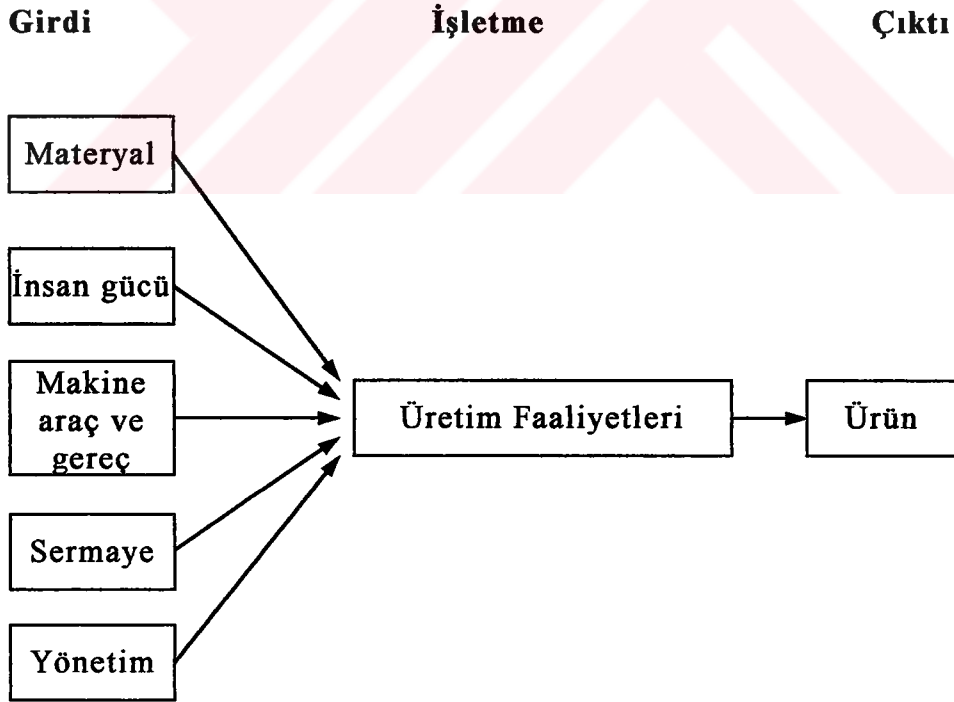 Girdi İşletme Çıktı
Materyal
İnsan gücü
Makine
araç ve
gereç
Üretim Faaliyetleri
Ürün
Sermaye
Yönetim